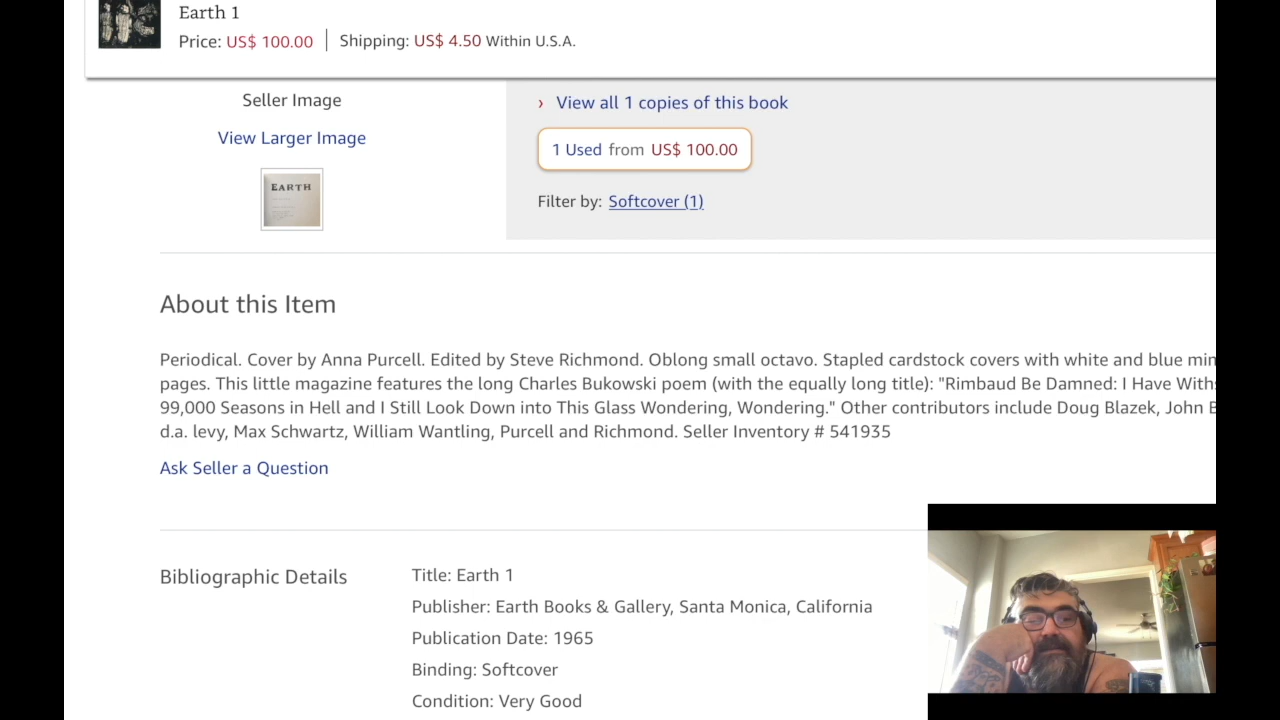 Earth 1
Price: US$ 100.00 Shipping: US$ 4.50 Within U.S.A.
Seller Image
› View all 1 copies of this book
View Larger Image
1 Used from US$ 100.00
EARTH
Filter by: Softcover (1)
About this Item
Periodical. Cover by Anna Purcell. Edited by Steve Richmond. Oblong small octavo. Stapled cardstock covers with white and blue min
pages. This little magazine features the long Charles Bukowski poem (with the equally long title): "Rimbaud Be Damned: I Have Withs
99,000 Seasons in Hell and I Still Look Down into This Glass Wondering, Wondering." Other contributors include Doug Blazek, John B
d.a. levy, Max Schwartz, William Wantling, Purcell and Richmond. Seller Inventory # 541935
Ask Seller a Question
Bibliographic Details
Title: Earth 1
Publisher: Earth Books & Gallery, Santa Monica, California
Publication Date: 1965
Binding: Softcover
Condition: Very Good